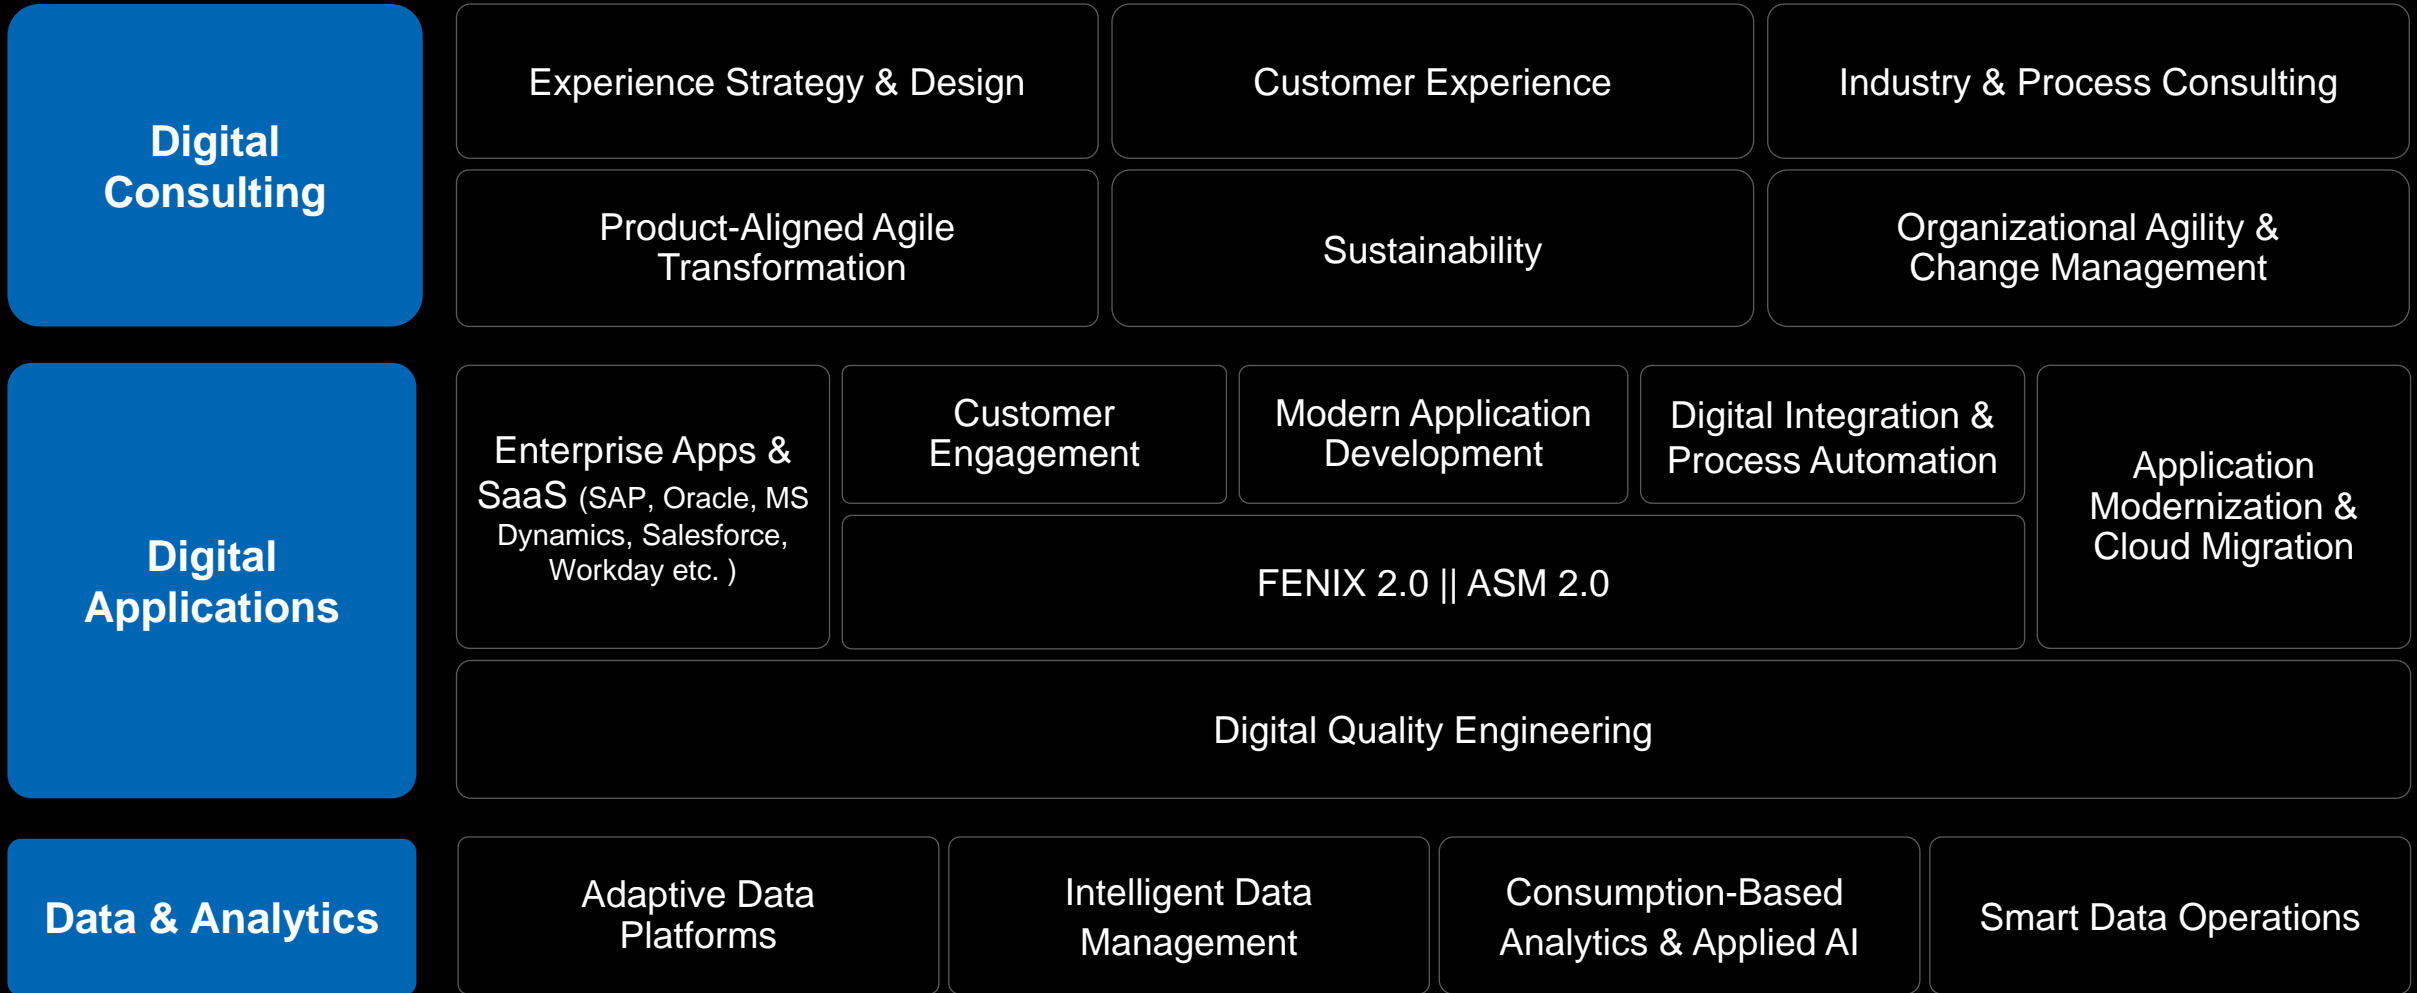 Digital
Consulting
Experience Strategy & Design
Customer Experience
Industry & Process Consulting
Product-Aligned Agile
Transformation
Sustainability
Organizational Agility &
Change Management
Digital
Applications
Enterprise Apps &
SaaS (SAP, Oracle, MS
Dynamics, Salesforce,
Workday etc. )
Customer
Engagement
Modern Application
Development
Digital Integration &
Process Automation
Application
Modernization &
Cloud Migration
FENIX 2.0 || ASM 2.0
Digital Quality Engineering
Data & Analytics
Adaptive Data
Platforms
Intelligent Data
Management
Consumption-Based
Analytics & Applied AI
Smart Data Operations